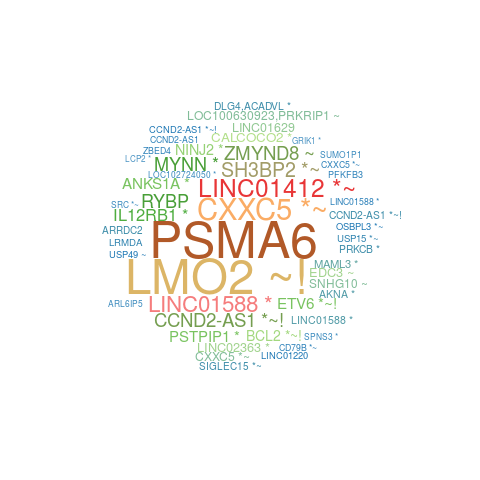 DLG4,ACADVL *
LOC100630923,PRKRIP1 ~
CCND2-AS1 *~! LINC01629
CCND2-AS1 CALCOCO2 * GRIK1 *
ZBED4 NINJ2 * ZMYND8 ~ SUMO1P1
LCP2 * MYNN * SH3BP2 *~ CXXC5 *~
LOC102724050 * PFKFB3
ANKS1A * LINC01412 *~
SRC *~ RYBP CXXC5 *~ LINC01588 *
IL12RB1 * CCND2-AS1 *~!
ARRDC2 PSMA6 OSBPL3 *~
LRMDA USP15 *~
USP49 ~ PRKCB *
LMO2 ~! MAML3 *
EDC3 ~
SNHG10 ~
ARL6IP5 LINC01588 * ETV6 *~! AKNA *
CCND2-AS1 *~! LINC01588 *
PSTPIP1 * BCL2 *~! SPNS3 *
LINC02363 * CD79B *~
CXXC5 *~ LINC01220
SIGLEC15 *~